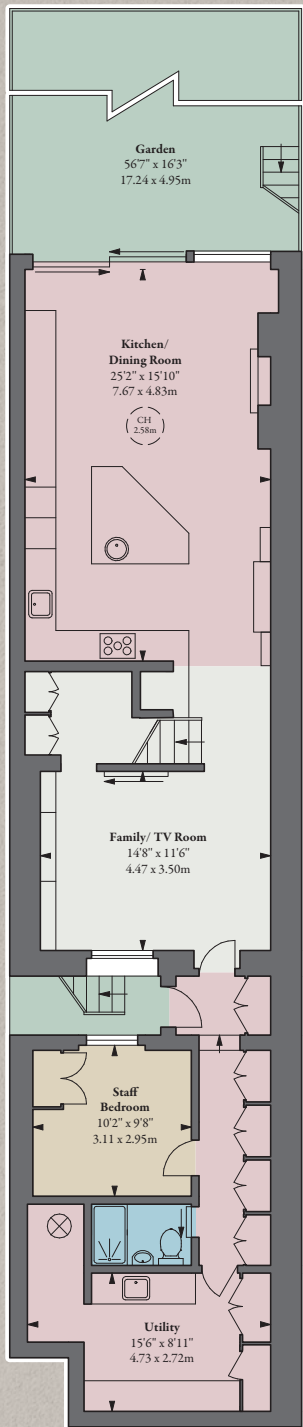 Garden
56'7" x 16'3"
17.24 x 4.95m
Kitchen/
Dining Room
25'2" x 15'10"
7.67 x 4.83m
CH
2.58m
Family/ TV Room
14'8" x 11'6"
4.47 x 3.50m
Staff
Bedroom
10'2" x 9'8"
3.11 x 2.95m
Utility
15'6" x 8'11"
4.73 x 2.72m